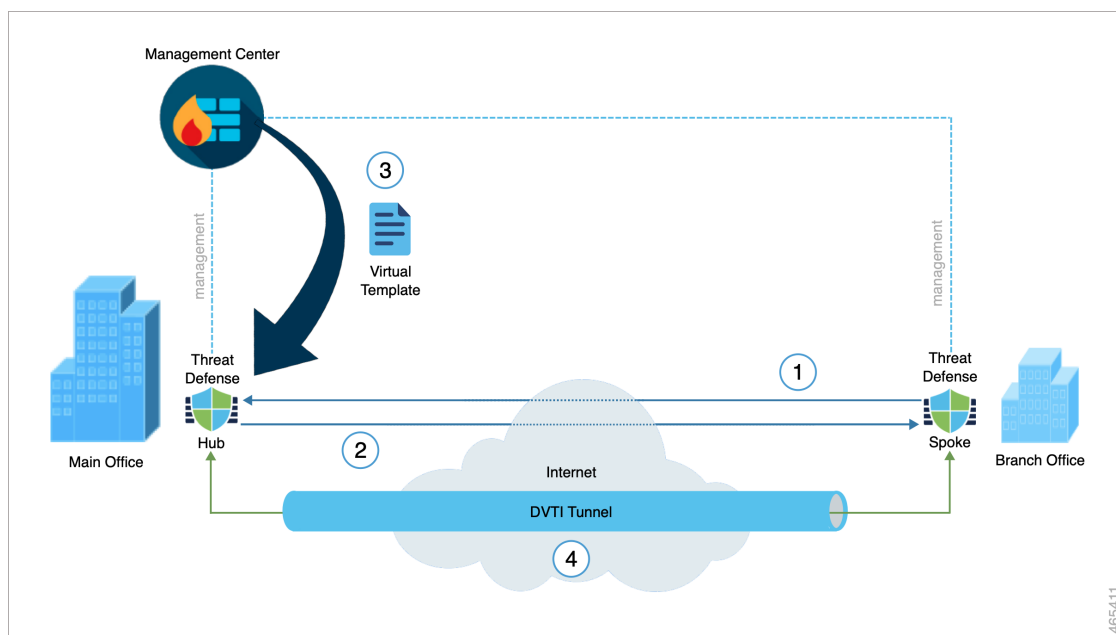 Management Center
3
management
Virtual
Template
management
Threat
Defense
Threat
Defense
1
Hub
2
Spoke
Main Office
Branch Office
Internet
DVTI Tunnel
4
465411